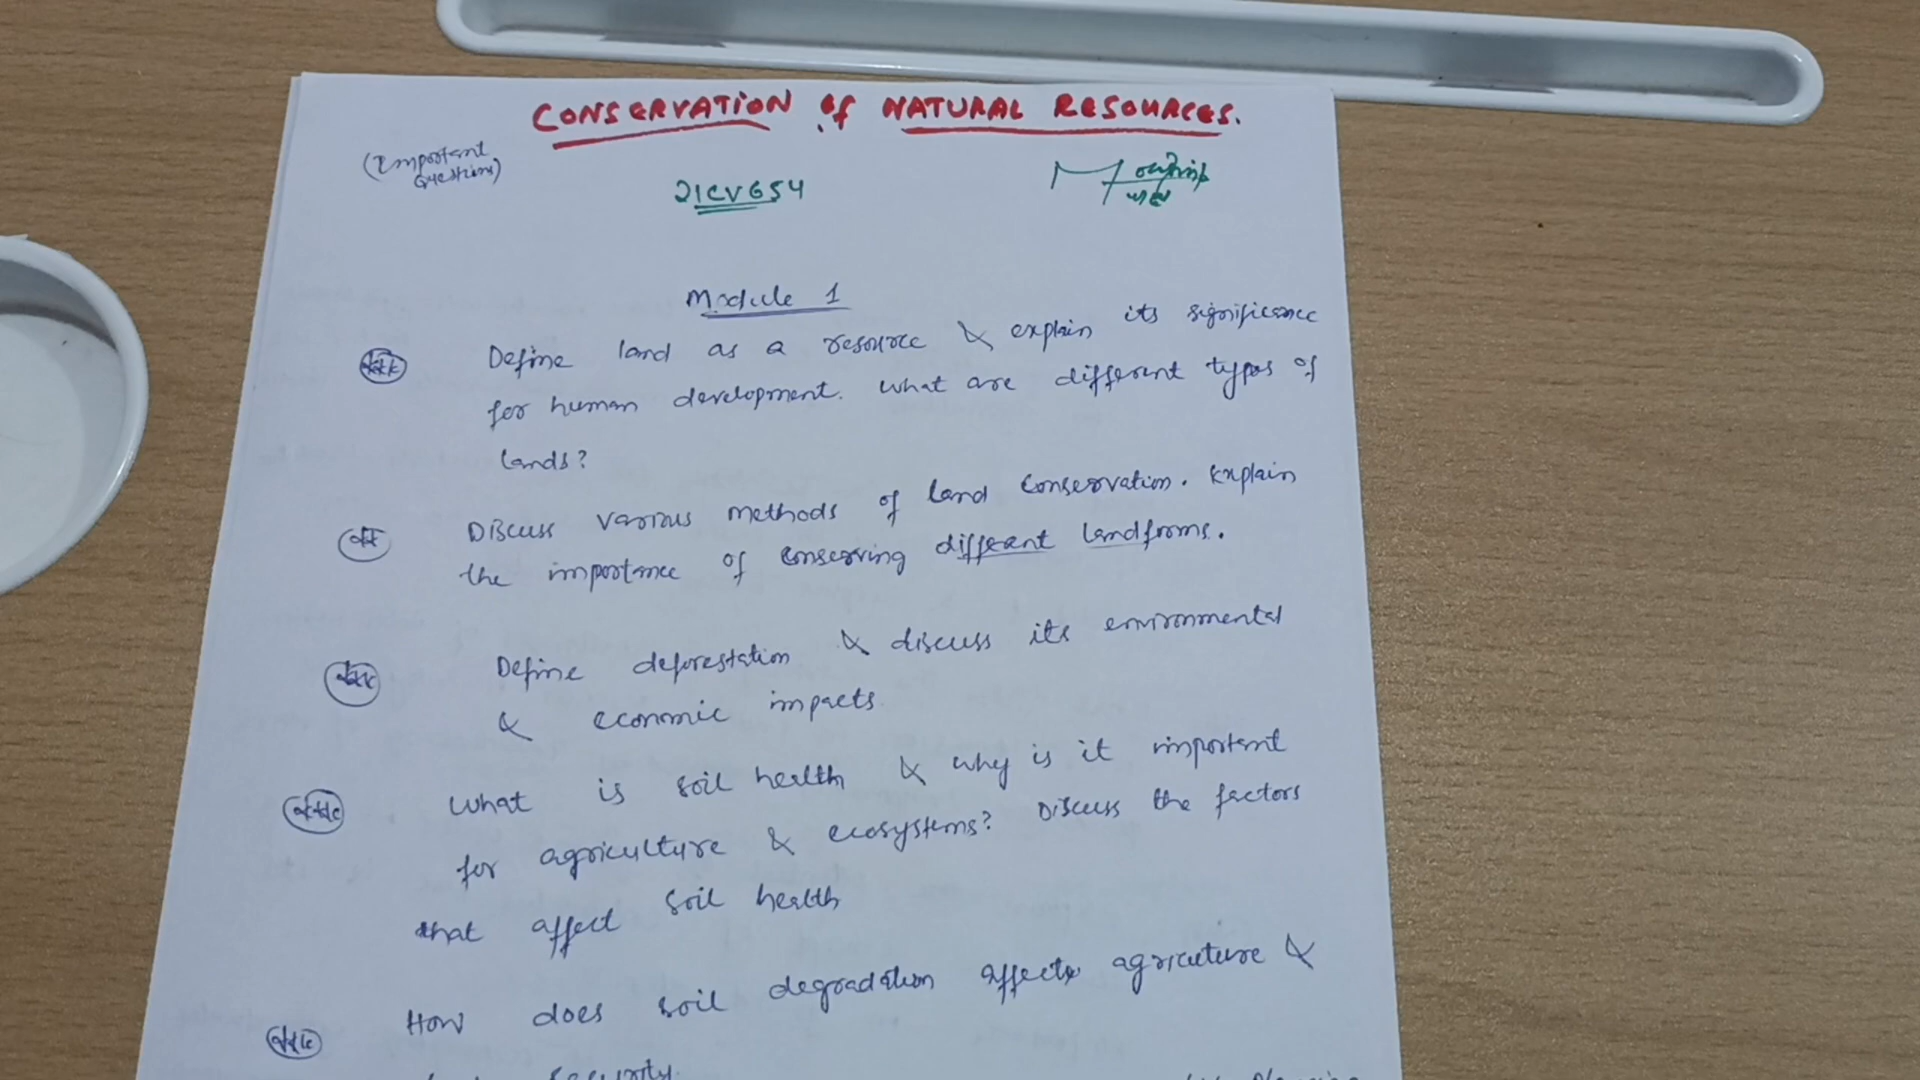 CONSERVATION of NATURAL RESOURCES.
(Important
Questions)
21CV654
Module 1
Define land as a resource & explain its significance
for human development. What are different types of
lands?
Discuss various methods of land conservation. Explain
the importance of conserving different landforms.
Define deforestation & discuss its environmental
& economic impacts
What is soil health & why is it important
for agriculture & ecosystems? Discuss the factors
that affect soil health
How does soil degradation affects agriculture &
security.